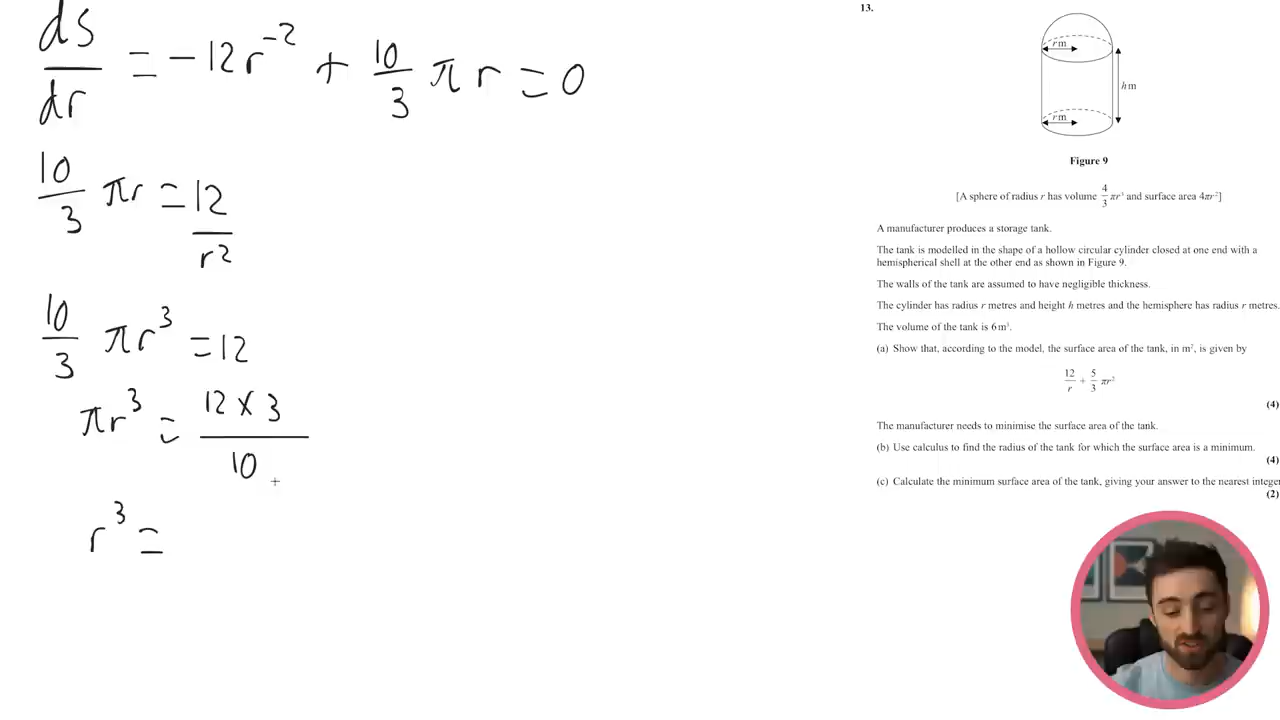 dS/dr = -12r⁻² + 10/3 πr = 0
10/3 πr = 12/r²
10/3 πr³ = 12
πr³ = 12 × 3 / 10
r³ =
13.
r m
h m
r m
Figure 9
[A sphere of radius r has volume 4/3 πr³ and surface area 4πr²]
A manufacturer produces a storage tank.
The tank is modelled in the shape of a hollow circular cylinder closed at one end with a
hemispherical shell at the other end as shown in Figure 9.
The walls of the tank are assumed to have negligible thickness.
The cylinder has radius r metres and height h metres and the hemisphere has radius r metres.
The volume of the tank is 6 m³.
(a) Show that, according to the model, the surface area of the tank, in m², is given by
12/r + 5/3 πr²
(4)
The manufacturer needs to minimise the surface area of the tank.
(b) Use calculus to find the radius of the tank for which the surface area is a minimum.
(4)
(c) Calculate the minimum surface area of the tank, giving your answer to the nearest integer
(2)